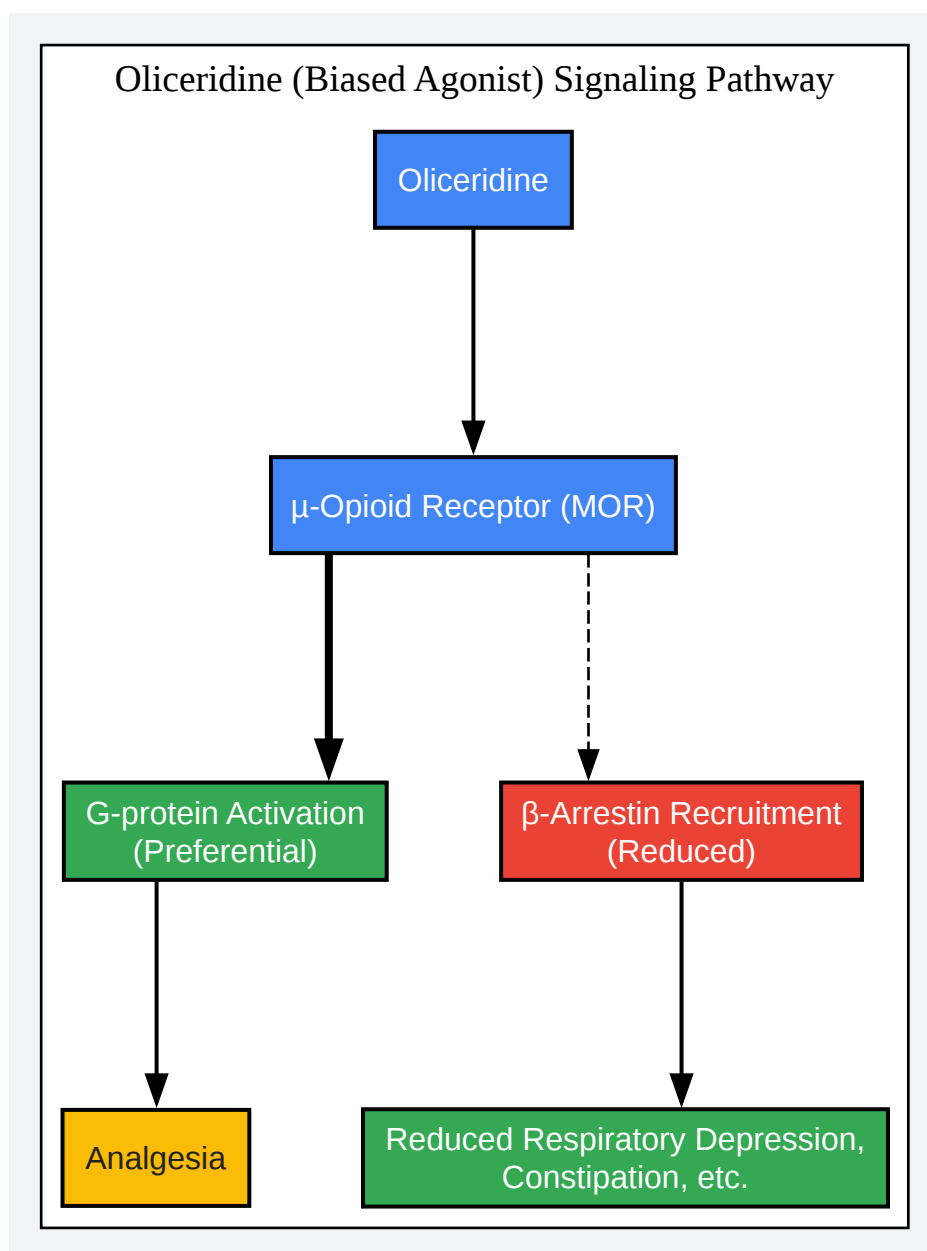 Oliceridine (Biased Agonist) Signaling Pathway
Oliceridine
μ-Opioid Receptor (MOR)
G-protein Activation
(Preferential)
β-Arrestin Recruitment
(Reduced)
Analgesia
Reduced Respiratory Depression,
Constipation, etc.